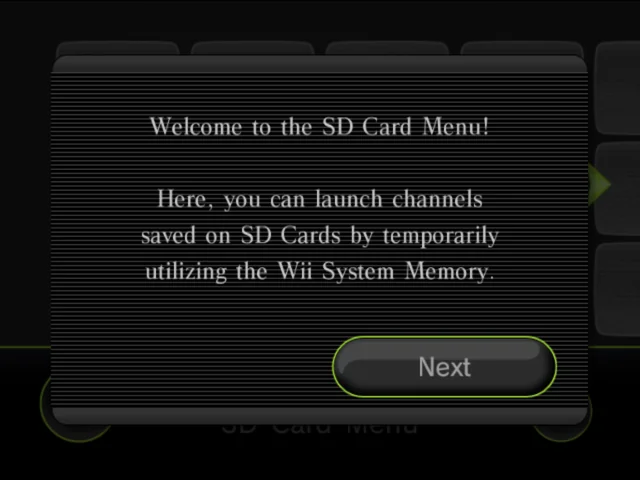 Welcome to the SD Card Menu!
Here, you can launch channels
saved on SD Cards by temporarily
utilizing the Wii System Memory.
Next
SD Card Menu